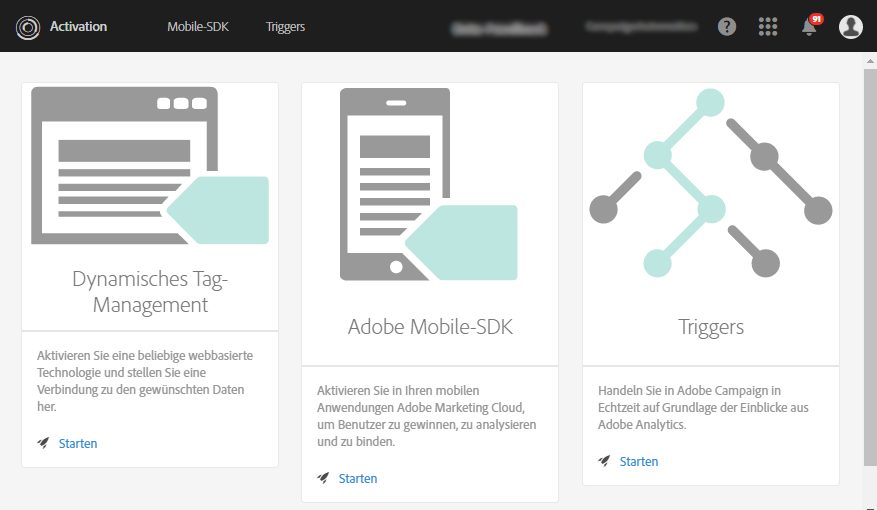 Activation
Mobile-SDK
Triggers
91
Dynamisches Tag-
Management
Aktivieren Sie eine beliebige webbasierte
Technologie und stellen Sie eine
Verbindung zu den gewünschten Daten
her.
Starten
Adobe Mobile-SDK
Aktivieren Sie in Ihren mobilen
Anwendungen Adobe Marketing Cloud,
um Benutzer zu gewinnen, zu analysieren
und zu binden.
Starten
Triggers
Handeln Sie in Adobe Campaign in
Echtzeit auf Grundlage der Einblicke aus
Adobe Analytics.
Starten